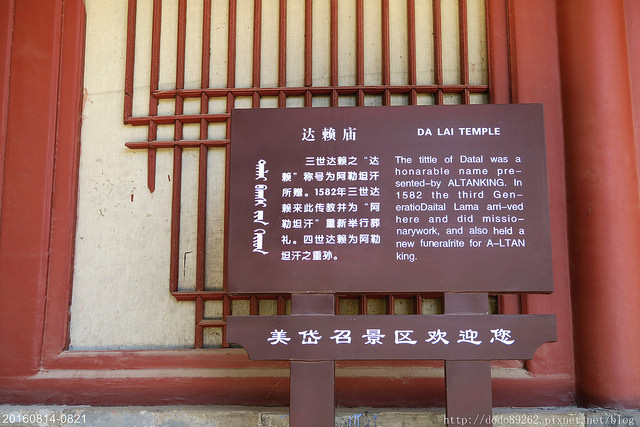 达赖庙
三世达赖之“达
赖”称号为阿勒坦汗
所赠。1582年三世达
赖来此传教并为“阿
勒坦汗”重新举行葬
礼。四世达赖为阿勒
坦汗之重孙。
DA LAI TEMPLE
The tittle of Datal was a
honarable name pre-
sented-by ALTANKING. In
1582 the third Gen-
eratioDaital Lama arri-ved
here and did missio-
narywork, and also held a
new funeralrite for A-LTAN
king.
美岱召景区欢迎您
20160814-0821
http://dodo89262.pixnet.net/blog